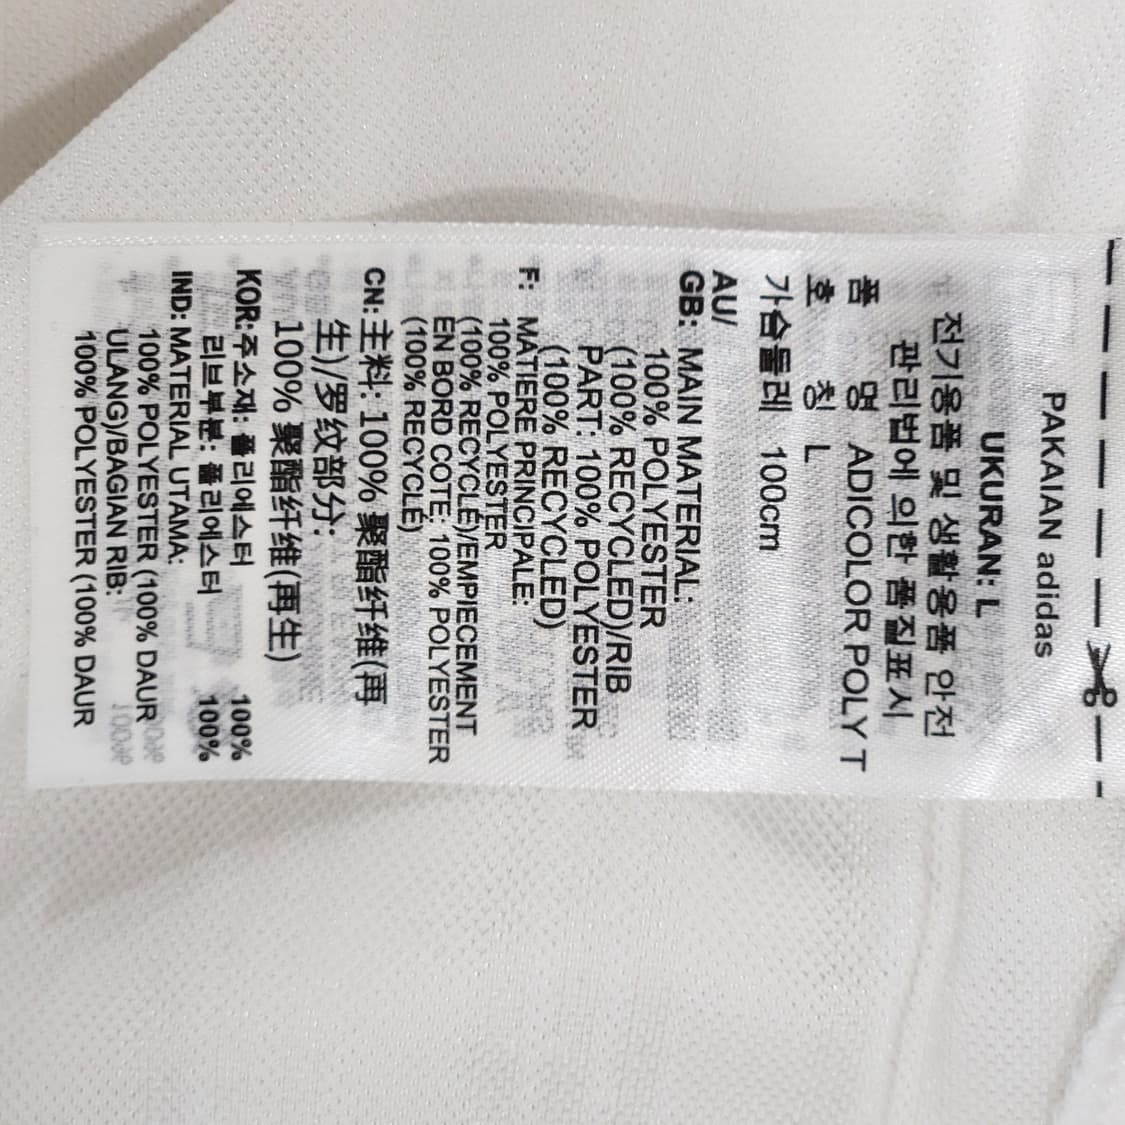 PAKAIAN adidas
UKURAN: L
전기용품 및 생활용품 안전
관리법에 의한 품질표시
품 명 ADICOLOR POLY T
호 칭 L
가슴둘레 100cm
AU/
GB: MAIN MATERIAL:
100% POLYESTER
(100% RECYCLED)/RIB
PART: 100% POLYESTER
(100% RECYCLED)
F: MATIERE PRINCIPALE:
100% POLYESTER
(100% RECYCLÉ)/EMPIECEMENT
EN BORD COTE: 100% POLYESTER
(100% RECYCLÉ)
CN: 主料: 100% 聚酯纤维(再
生)/罗纹部分:
100% 聚酯纤维(再生)
KOR: 주소재: 폴리에스터 100%
리브부분: 폴리에스터 100%
IND: MATERIAL UTAMA:
100% POLYESTER (100% DAUR
ULANG)/BAGIAN RIB:
100% POLYESTER (100% DAUR